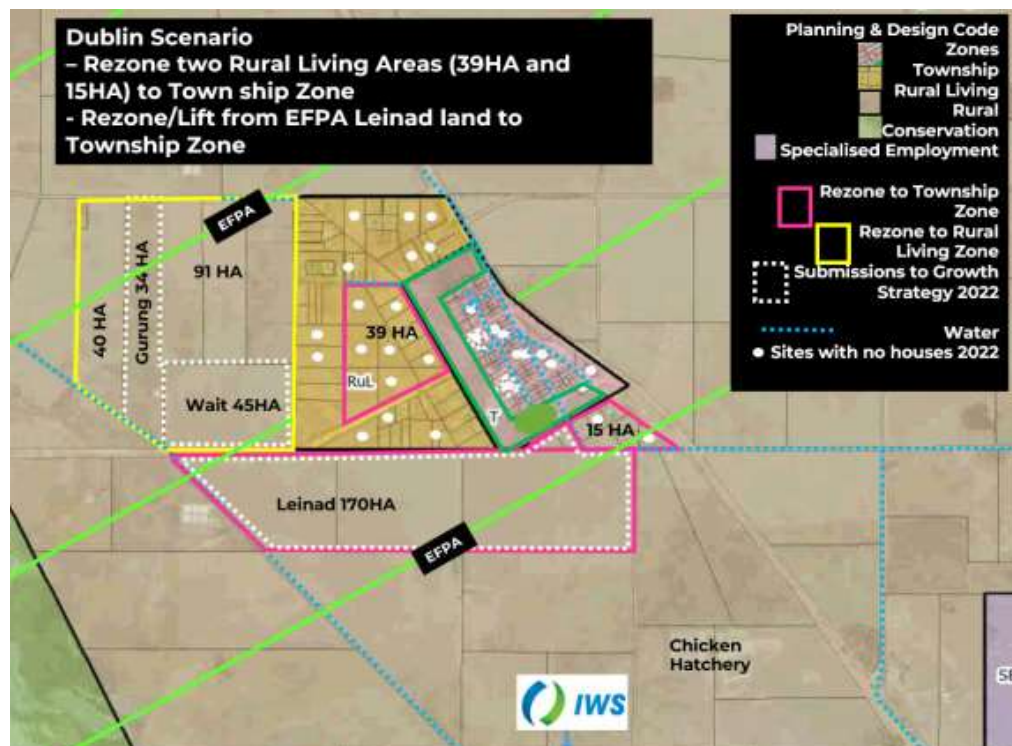 Dublin Scenario
– Rezone two Rural Living Areas (39HA and
15HA) to Town ship Zone
- Rezone/Lift from EFPA Leinad land to
Township Zone
Planning & Design Code
Zones
Township
Rural Living
Rural
Conservation
Specialised Employment
Rezone to Township
Zone
Rezone to Rural
Living Zone
Submissions to Growth
Strategy 2022
Water
Sites with no houses 2022
EFPA
40 HA
Gurung 34 HA
91 HA
Wait 45HA
39 HA
RuL
T
15 HA
Leinad 170HA
EFPA
Chicken
Hatchery
IWS